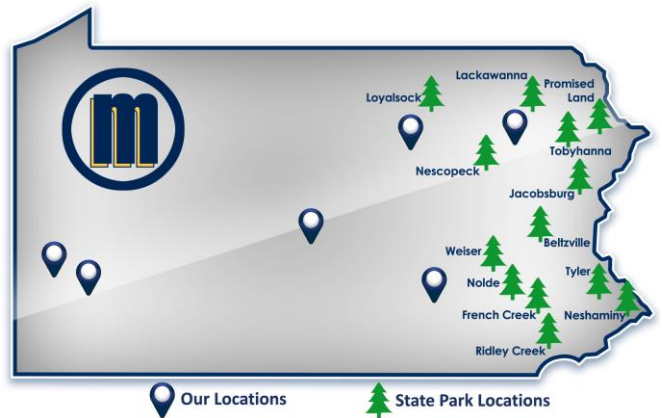 m
Loyalsock
Lackawanna
Promised
Land
Tobyhanna
Nescopeck
Jacobsburg
Beltzville
Weiser
Tyler
Nolde
French Creek
Neshaminy
Ridley Creek
Our Locations
State Park Locations